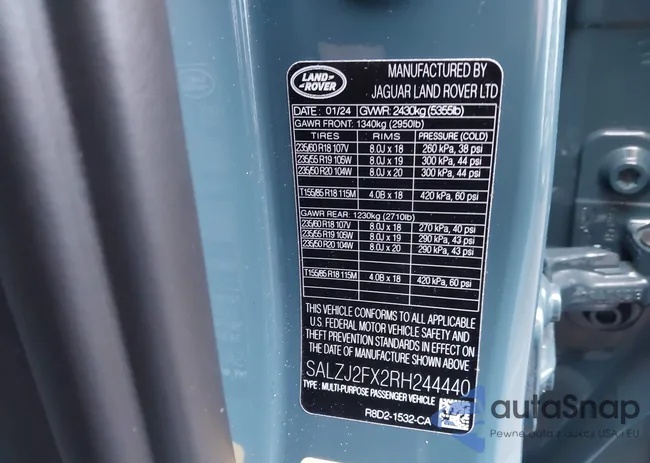 LAND-
ROVER
MANUFACTURED BY
JAGUAR LAND ROVER LTD
DATE : 01/24 GVWR: 2430kg (5355lb)
GAWR FRONT: 1340kg (2950lb)
TIRES RIMS PRESSURE (COLD)
235/60 R18 107V 8.0J x 18 260 kPa, 38 psi
235/55 R19 105W 8.0J x 19 300 kPa, 44 psi
235/50 R20 104W 8.0J x 20 300 kPa, 44 psi
T155/85 R18 115M 4.0B x 18 420 kPa, 60 psi
GAWR REAR: 1230kg (2710lb)
235/60 R18 107V 8.0J x 18 270 kPa, 40 psi
235/55 R19 105W 8.0J x 19 290 kPa, 43 psi
235/50 R20 104W 8.0J x 20 290 kPa, 43 psi
T155/85 R18 115M 4.0B x 18 420 kPa, 60 psi
THIS VEHICLE CONFORMS TO ALL APPLICABLE
U.S. FEDERAL MOTOR VEHICLE SAFETY AND
THEFT PREVENTION STANDARDS IN EFFECT ON
THE DATE OF MANUFACTURE SHOWN ABOVE
SALZJ2FX2RH244440
TYPE : MULTI-PURPOSE PASSENGER VEHICLE
R8D2-1532-CA
autoSnap
Pewne auta z aukcji USA i EU